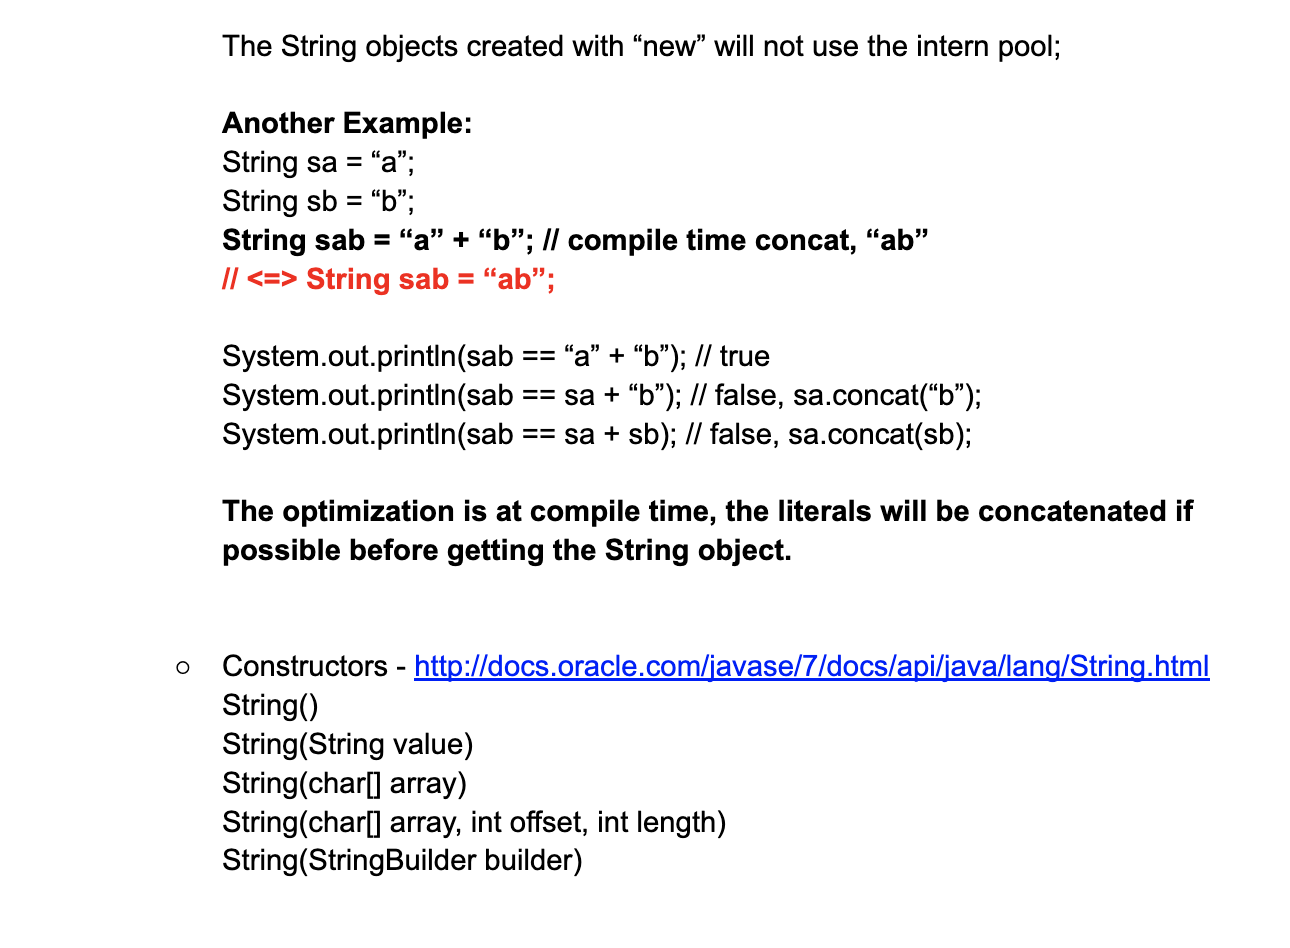 The String objects created with “new” will not use the intern pool;
Another Example:
String sa = “a”;
String sb = “b”;
String sab = “a” + “b”; // compile time concat, “ab”
// <=> String sab = “ab”;
System.out.println(sab == “a” + “b”); // true
System.out.println(sab == sa + “b”); // false, sa.concat(“b”);
System.out.println(sab == sa + sb); // false, sa.concat(sb);
The optimization is at compile time, the literals will be concatenated if
possible before getting the String object.
○ Constructors - http://docs.oracle.com/javase/7/docs/api/java/lang/String.html
String()
String(String value)
String(char[] array)
String(char[] array, int offset, int length)
String(StringBuilder builder)